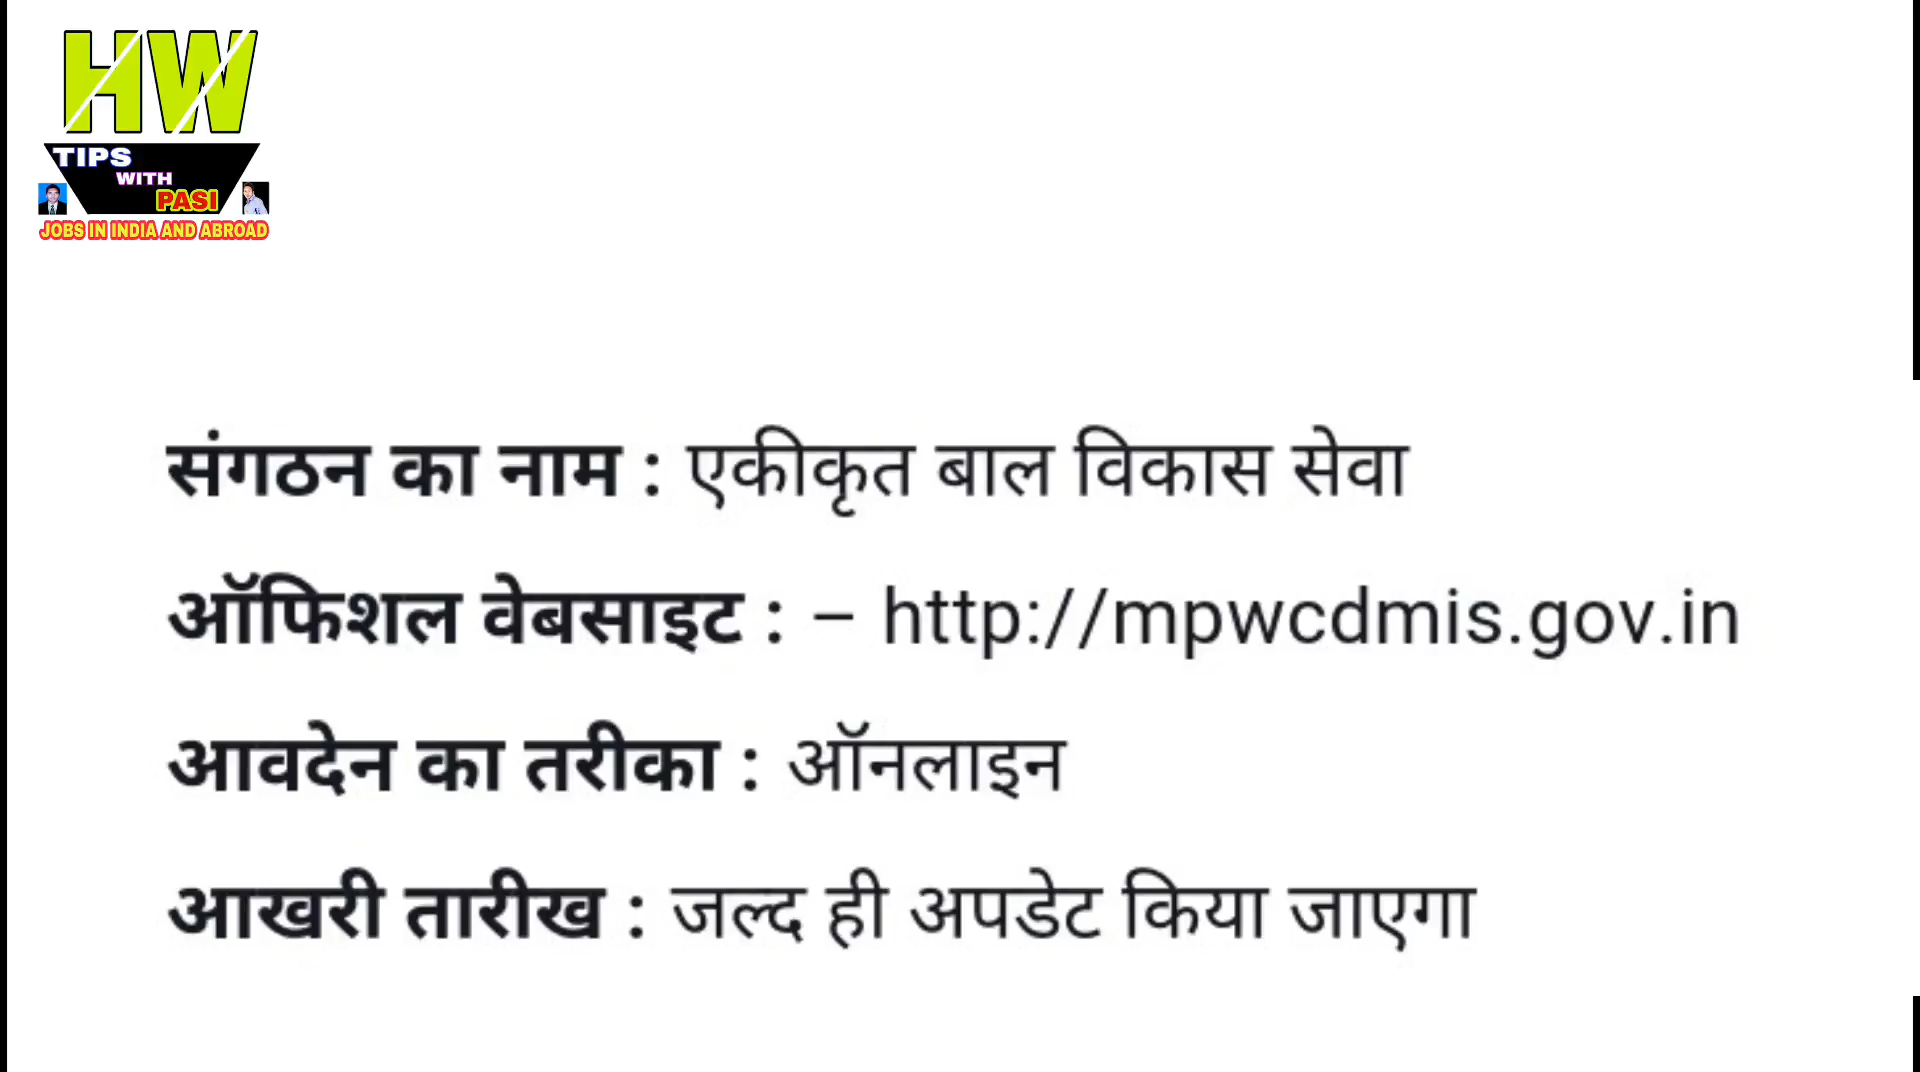 HW
TIPS
WITH
PASI
JOBS IN INDIA AND ABROAD
संगठन का नाम : एकीकृत बाल विकास सेवा
ऑफिशल वेबसाइट : – http://mpwcdmis.gov.in
आवदेन का तरीका : ऑनलाइन
आखरी तारीख : जल्द ही अपडेट किया जाएगा